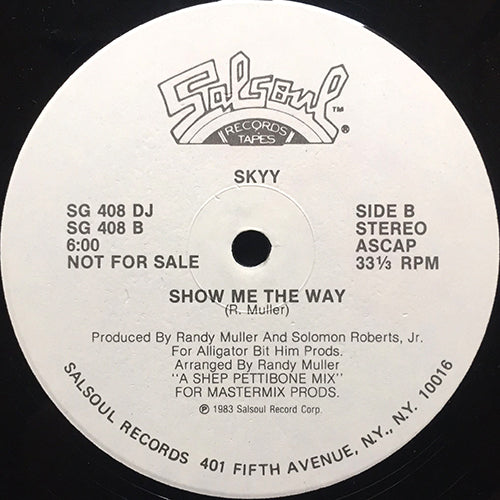 Salsoul
TM
RECORDS
TAPES
®
SKYY
SG 408 DJ
SG 408 B
6:00
NOT FOR SALE
SIDE B
STEREO
ASCAP
33⅓ RPM
SHOW ME THE WAY
(R. Muller)
Produced By Randy Muller And Solomon Roberts, Jr.
For Alligator Bit Him Prods.
Arranged By Randy Muller
"A SHEP PETTIBONE MIX"
FOR MASTERMIX PRODS.
℗ 1983 Salsoul Record Corp.
SALSOUL RECORDS 401 FIFTH AVENUE, N.Y., N.Y. 10016